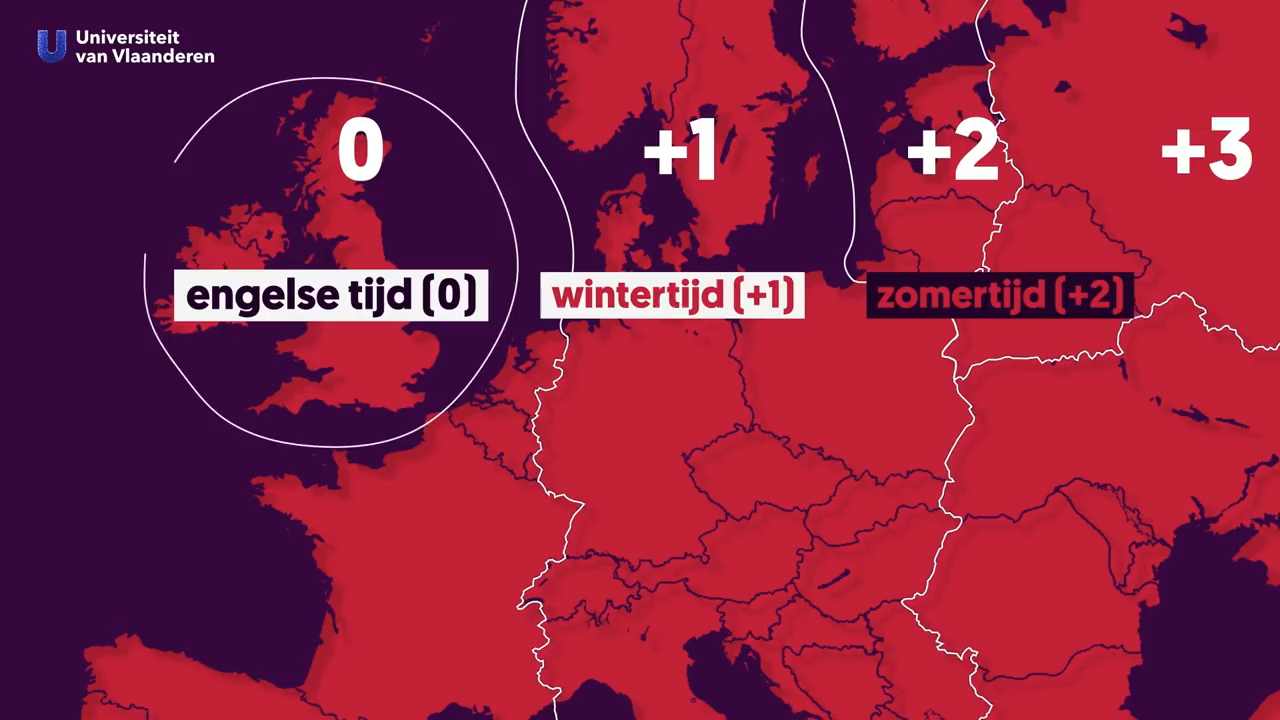 Universiteit
van Vlaanderen
0
+1
+2
+3
engelse tijd (0)
wintertijd (+1)
zomertijd (+2)